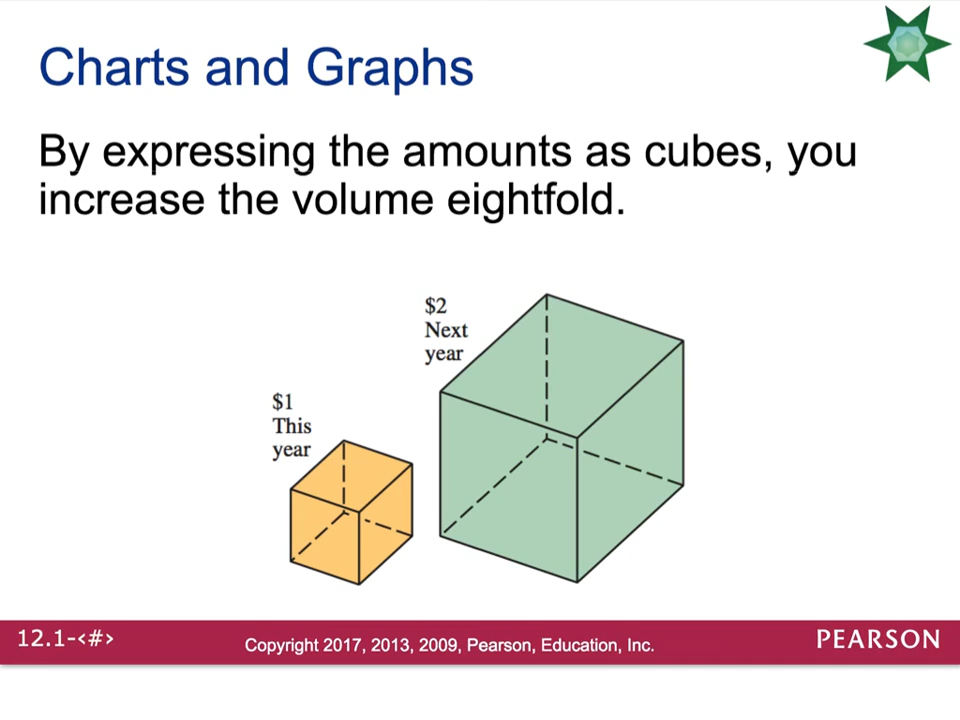 Charts and Graphs
By expressing the amounts as cubes, you
increase the volume eightfold.
$2
Next
year
$1
This
year
12.1-<#>
Copyright 2017, 2013, 2009, Pearson, Education, Inc.
PEARSON